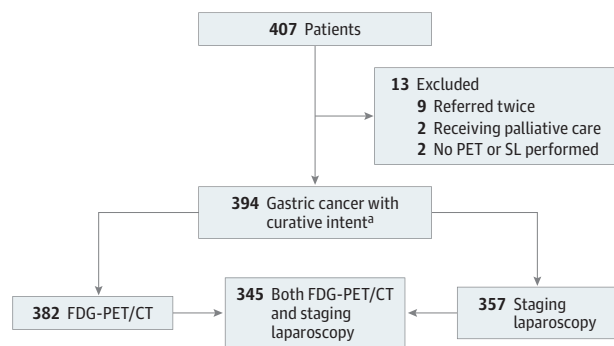 407 Patients
13 Excluded
9 Referred twice
2 Receiving palliative care
2 No PET or SL performed
394 Gastric cancer with
curative intentᵃ
382 FDG-PET/CT
345 Both FDG-PET/CT
and staging
laparoscopy
357 Staging
laparoscopy